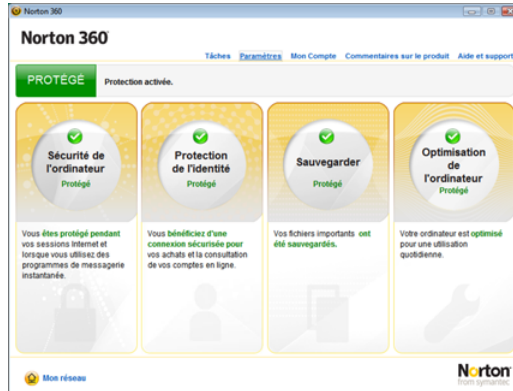 Norton 360
Norton 360
Tâches Paramètres Mon Compte Commentaires sur le produit Aide et support
PROTÉGÉ Protection activée.
Sécurité de
l'ordinateur
Protégé
Vous êtes protégé pendant
vos sessions Internet et
lorsque vous utilisez des
programmes de messagerie
instantanée.
Protection
de l'identité
Protégé
Vous bénéficiez d'une
connexion sécurisée pour
vos achats et la consultation
de vos comptes en ligne.
Sauvegarder
Protégé
Vos fichiers importants ont
été sauvegardés.
Optimisation
de
l'ordinateur
Protégé
Votre ordinateur est optimisé
pour une utilisation
quotidienne.
Mon réseau
Norton
from symantec